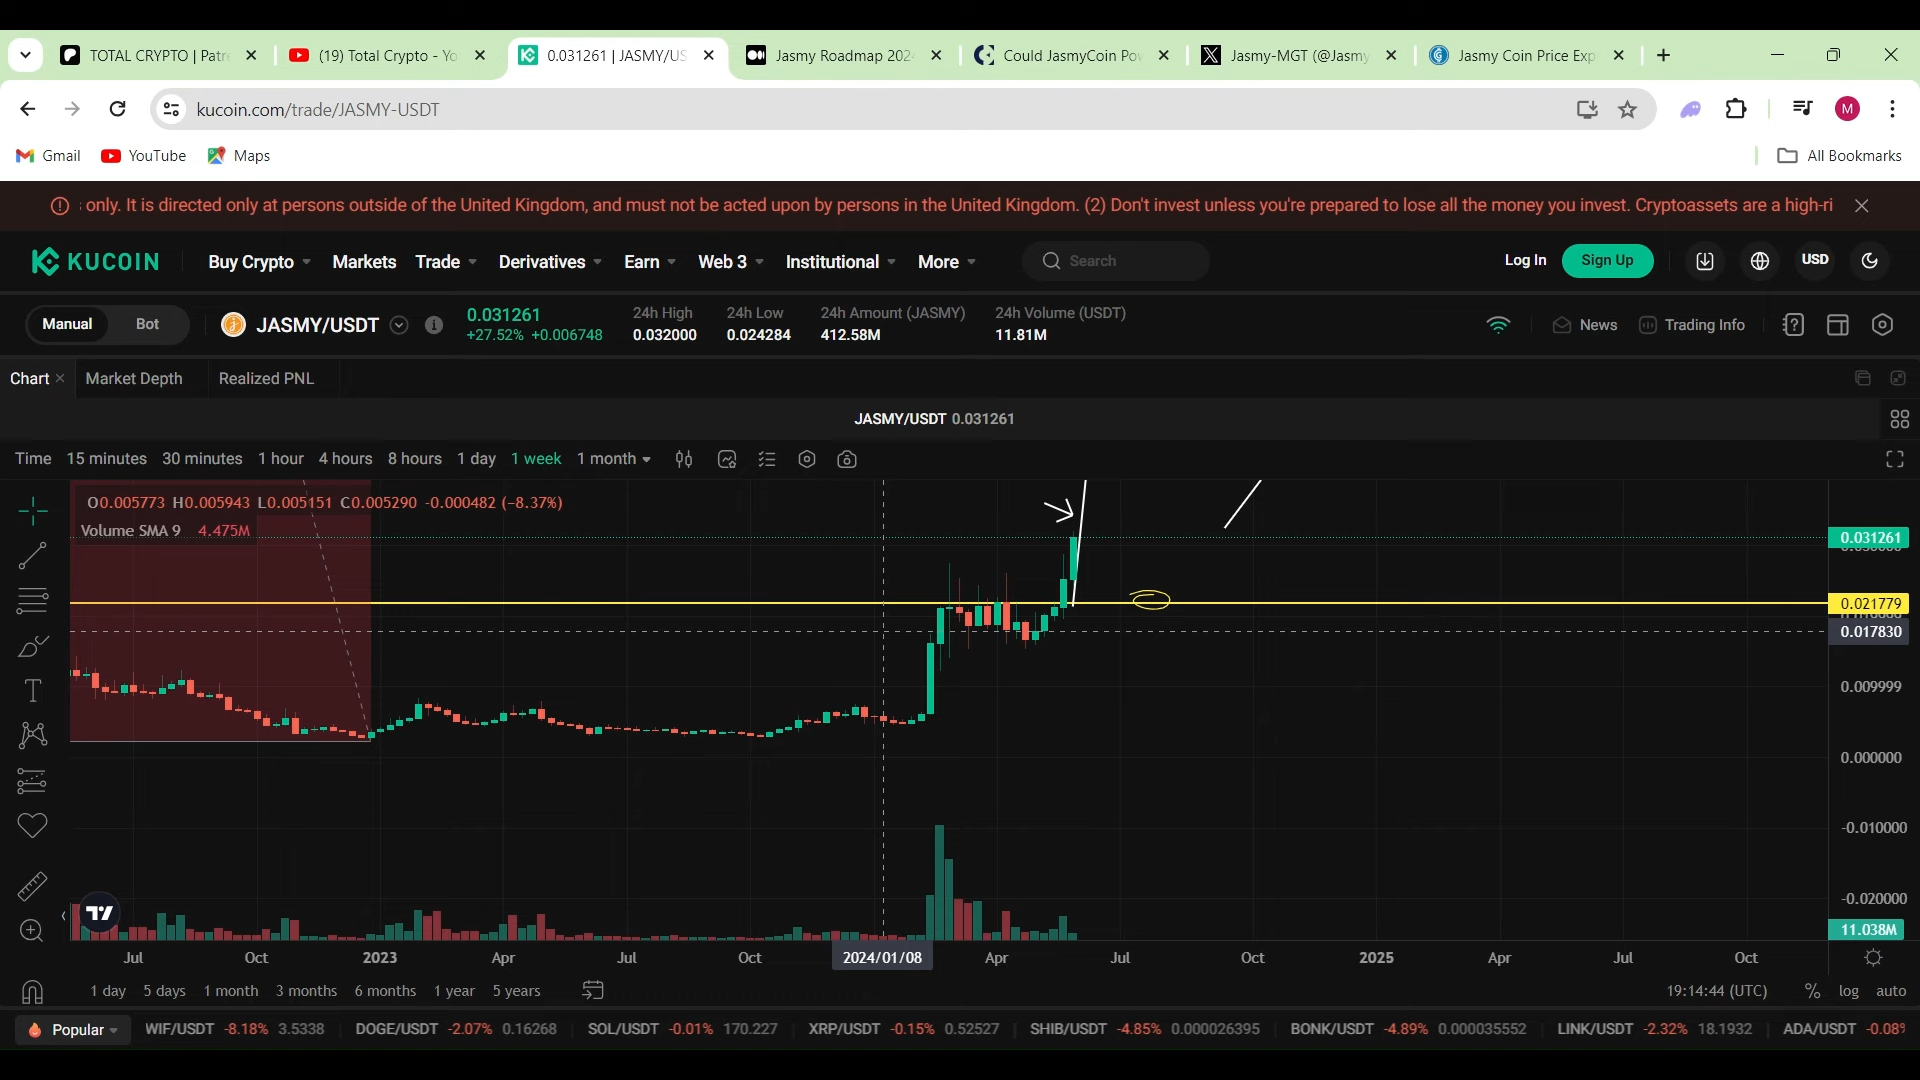 TOTAL CRYPTO | Patre
(19) Total Crypto - Yo
0.031261 | JASMY/US
Jasmy Roadmap 202
Could JasmyCoin Po
Jasmy-MGT (@Jasmy
Jasmy Coin Price Exp
kucoin.com/trade/JASMY-USDT
M
Gmail
YouTube
Maps
All Bookmarks
only. It is directed only at persons outside of the United Kingdom, and must not be acted upon by persons in the United Kingdom. (2) Don't invest unless you're prepared to lose all the money you invest. Cryptoassets are a high-ri
KUCOIN
Buy Crypto
Markets
Trade
Derivatives
Earn
Web 3
Institutional
More
Search
Log In
Sign Up
USD
Manual
Bot
JASMY/USDT
0.031261
+27.52% +0.006748
24h High
0.032000
24h Low
0.024284
24h Amount (JASMY)
412.58M
24h Volume (USDT)
11.81M
News
Trading Info
Chart
Market Depth
Realized PNL
JASMY/USDT 0.031261
Time 15 minutes 30 minutes 1 hour 4 hours 8 hours 1 day 1 week 1 month
O0.005773 H0.005943 L0.005151 C0.005290 -0.000482 (−8.37%)
Volume SMA 9 4.475M
0.031261
0.021779
0.017830
0.009999
0.000000
-0.010000
-0.020000
11.038M
Jul Oct 2023 Apr Jul Oct 2024/01/08 Apr Jul Oct 2025 Apr Jul Oct
1 day 5 days 1 month 3 months 6 months 1 year 5 years
19:14:44 (UTC)
% log auto
Popular
WIF/USDT -8.18% 3.5338
DOGE/USDT -2.07% 0.16268
SOL/USDT -0.01% 170.227
XRP/USDT -0.15% 0.52527
SHIB/USDT -4.85% 0.000026395
BONK/USDT -4.89% 0.000035552
LINK/USDT -2.32% 18.1932
ADA/USDT -0.08%